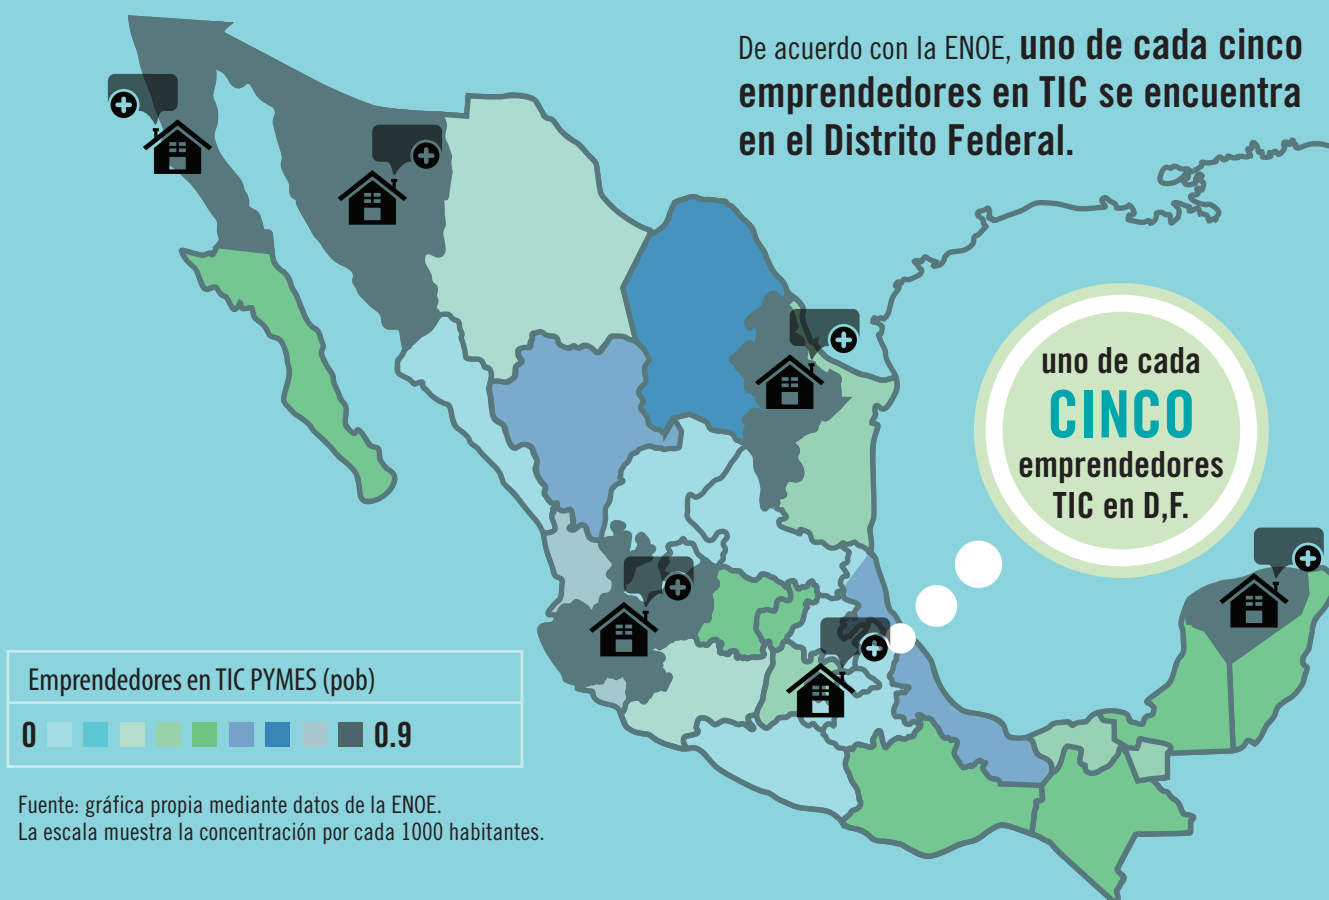 De acuerdo con la ENOE, uno de cada cinco
emprendedores en TIC se encuentra
en el Distrito Federal.
uno de cada
CINCO
emprendedores
TIC en D,F.
Emprendedores en TIC PYMES (pob)
0 0.9
Fuente: gráfica propia mediante datos de la ENOE.
La escala muestra la concentración por cada 1000 habitantes.